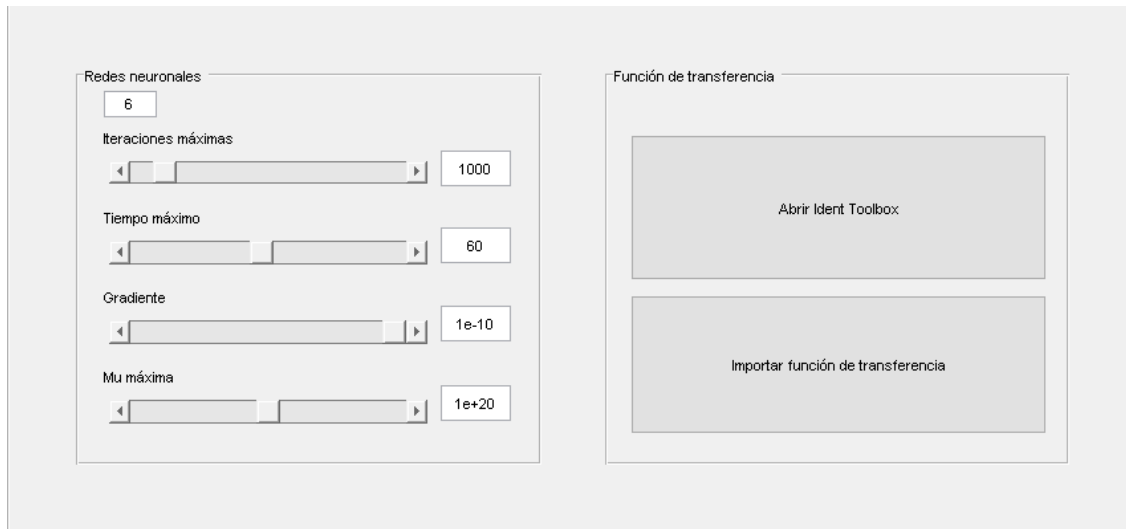 Redes neuronales
6
Iteraciones máximas
1000
Tiempo máximo
60
Gradiente
1e-10
Mu máxima
1e+20
Función de transferencia
Abrir Ident Toolbox
Importar función de transferencia